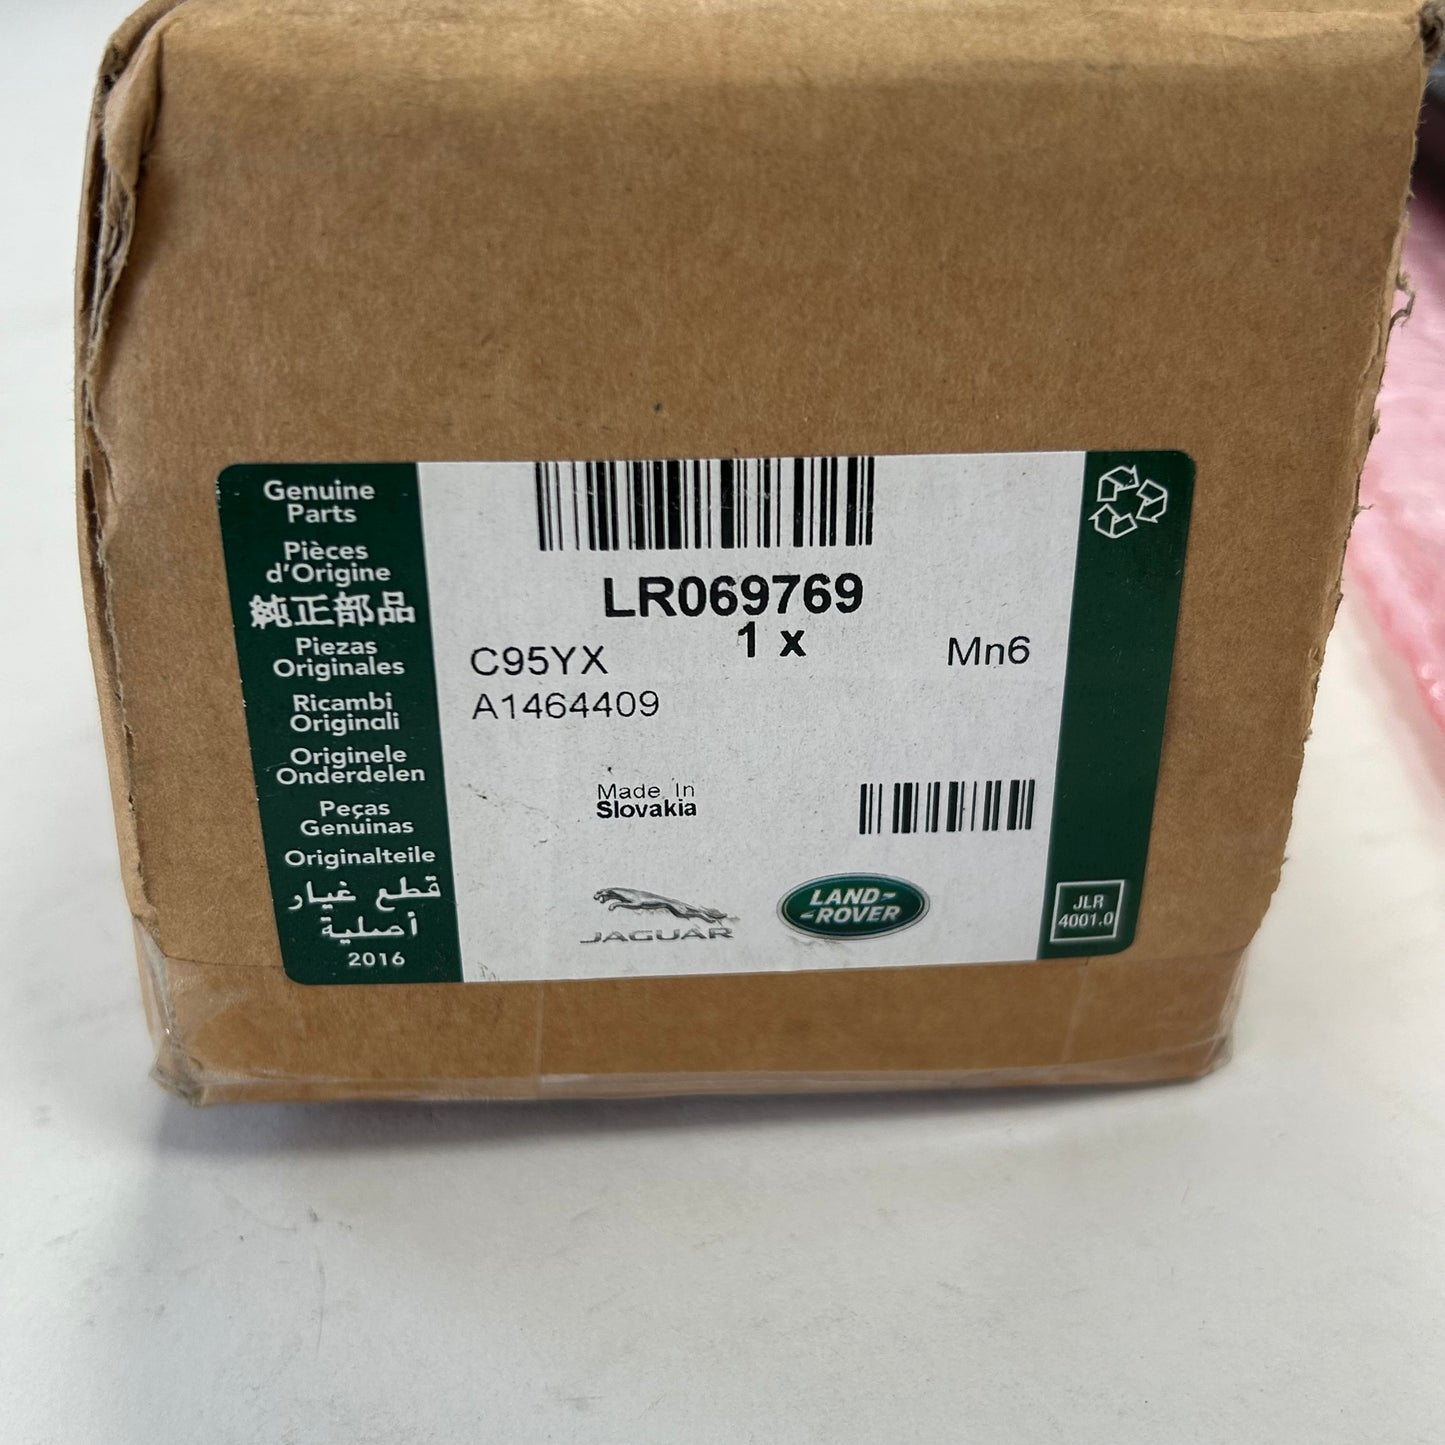 Genuine
Parts
Pièces
d'Origine
純正部品
Piezas
Originales
Ricambi
Originali
Originele
Onderdelen
Peças
Genuinas
Originalteile
قطع غيار
أصلية
2016
LR069769
1 x
C95YX
Mn6
A1464409
Made In
Slovakia
JAGUAR
LAND-
-ROVER
JLR
4001.0